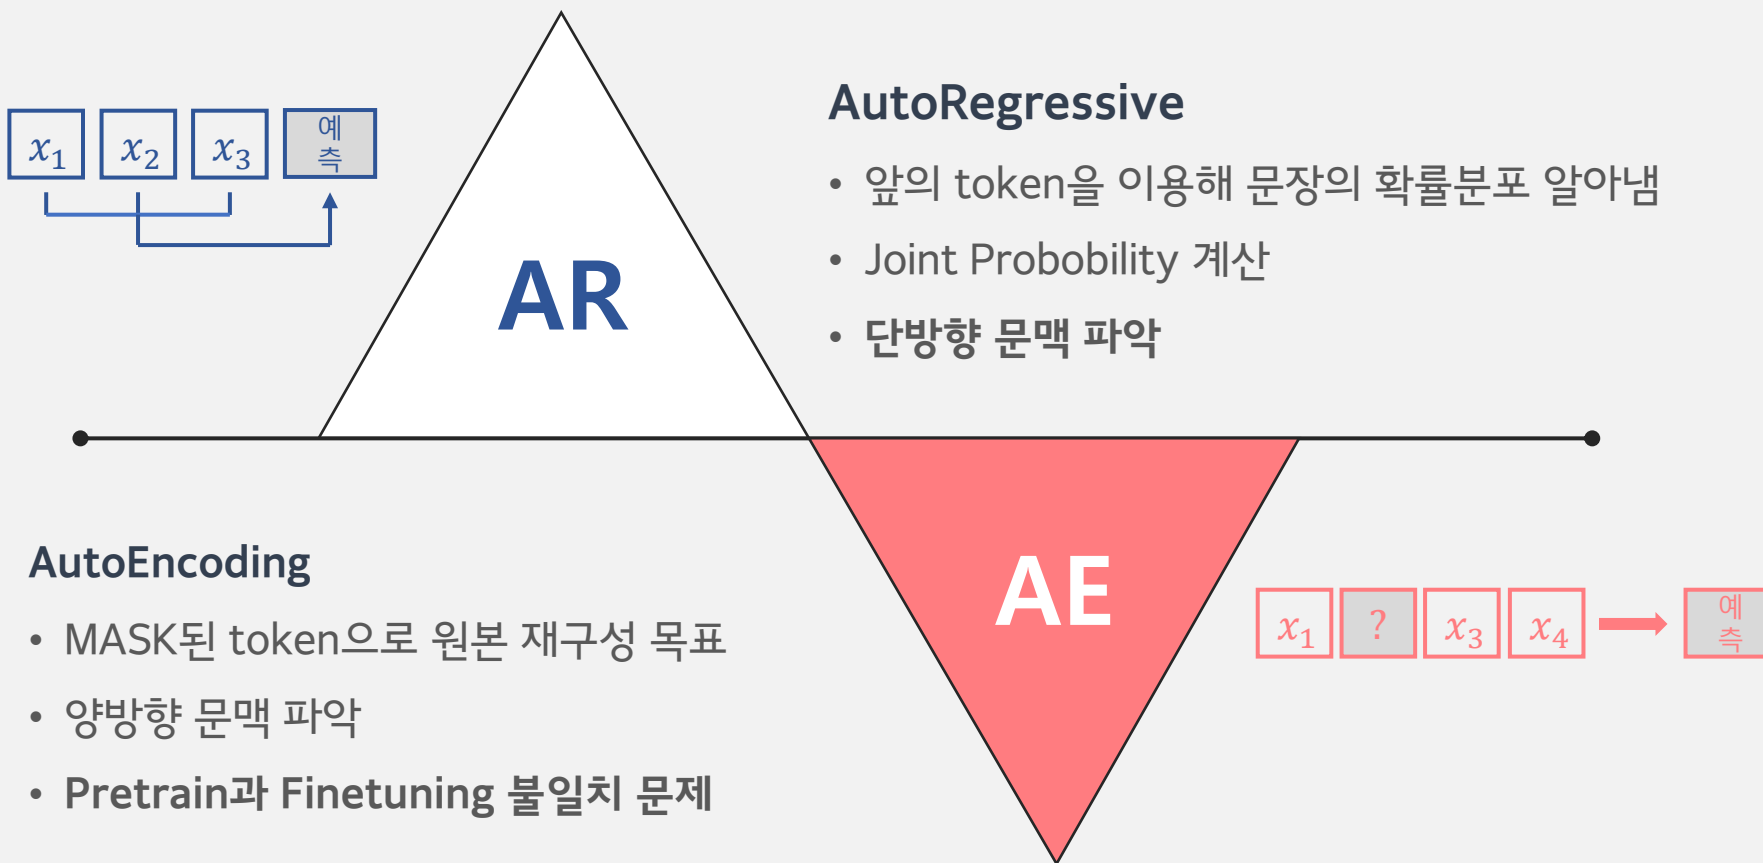 x₁ x₂ x₃ 예측
AR
AutoRegressive
• 앞의 token을 이용해 문장의 확률분포 알아냄
• Joint Probobility 계산
• 단방향 문맥 파악
AutoEncoding
• MASK된 token으로 원본 재구성 목표
• 양방향 문맥 파악
• Pretrain과 Finetuning 불일치 문제
AE
x₁ ? x₃ x₄ 예측